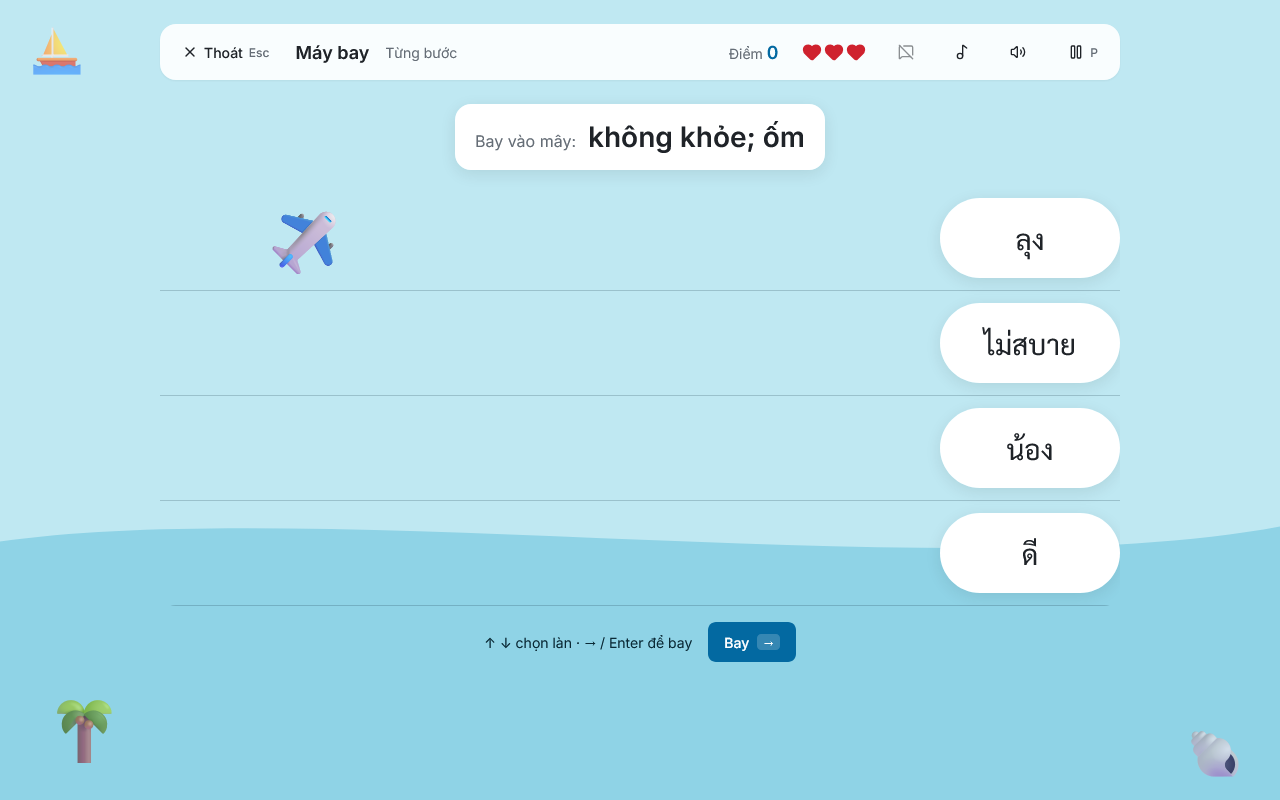 Thoát Esc Máy bay Từng bước Điểm 0 P
Bay vào mây: không khỏe; ốm
ลุง
ไม่สบาย
น้อง
ดี
↑ ↓ chọn làn · → / Enter để bay Bay →